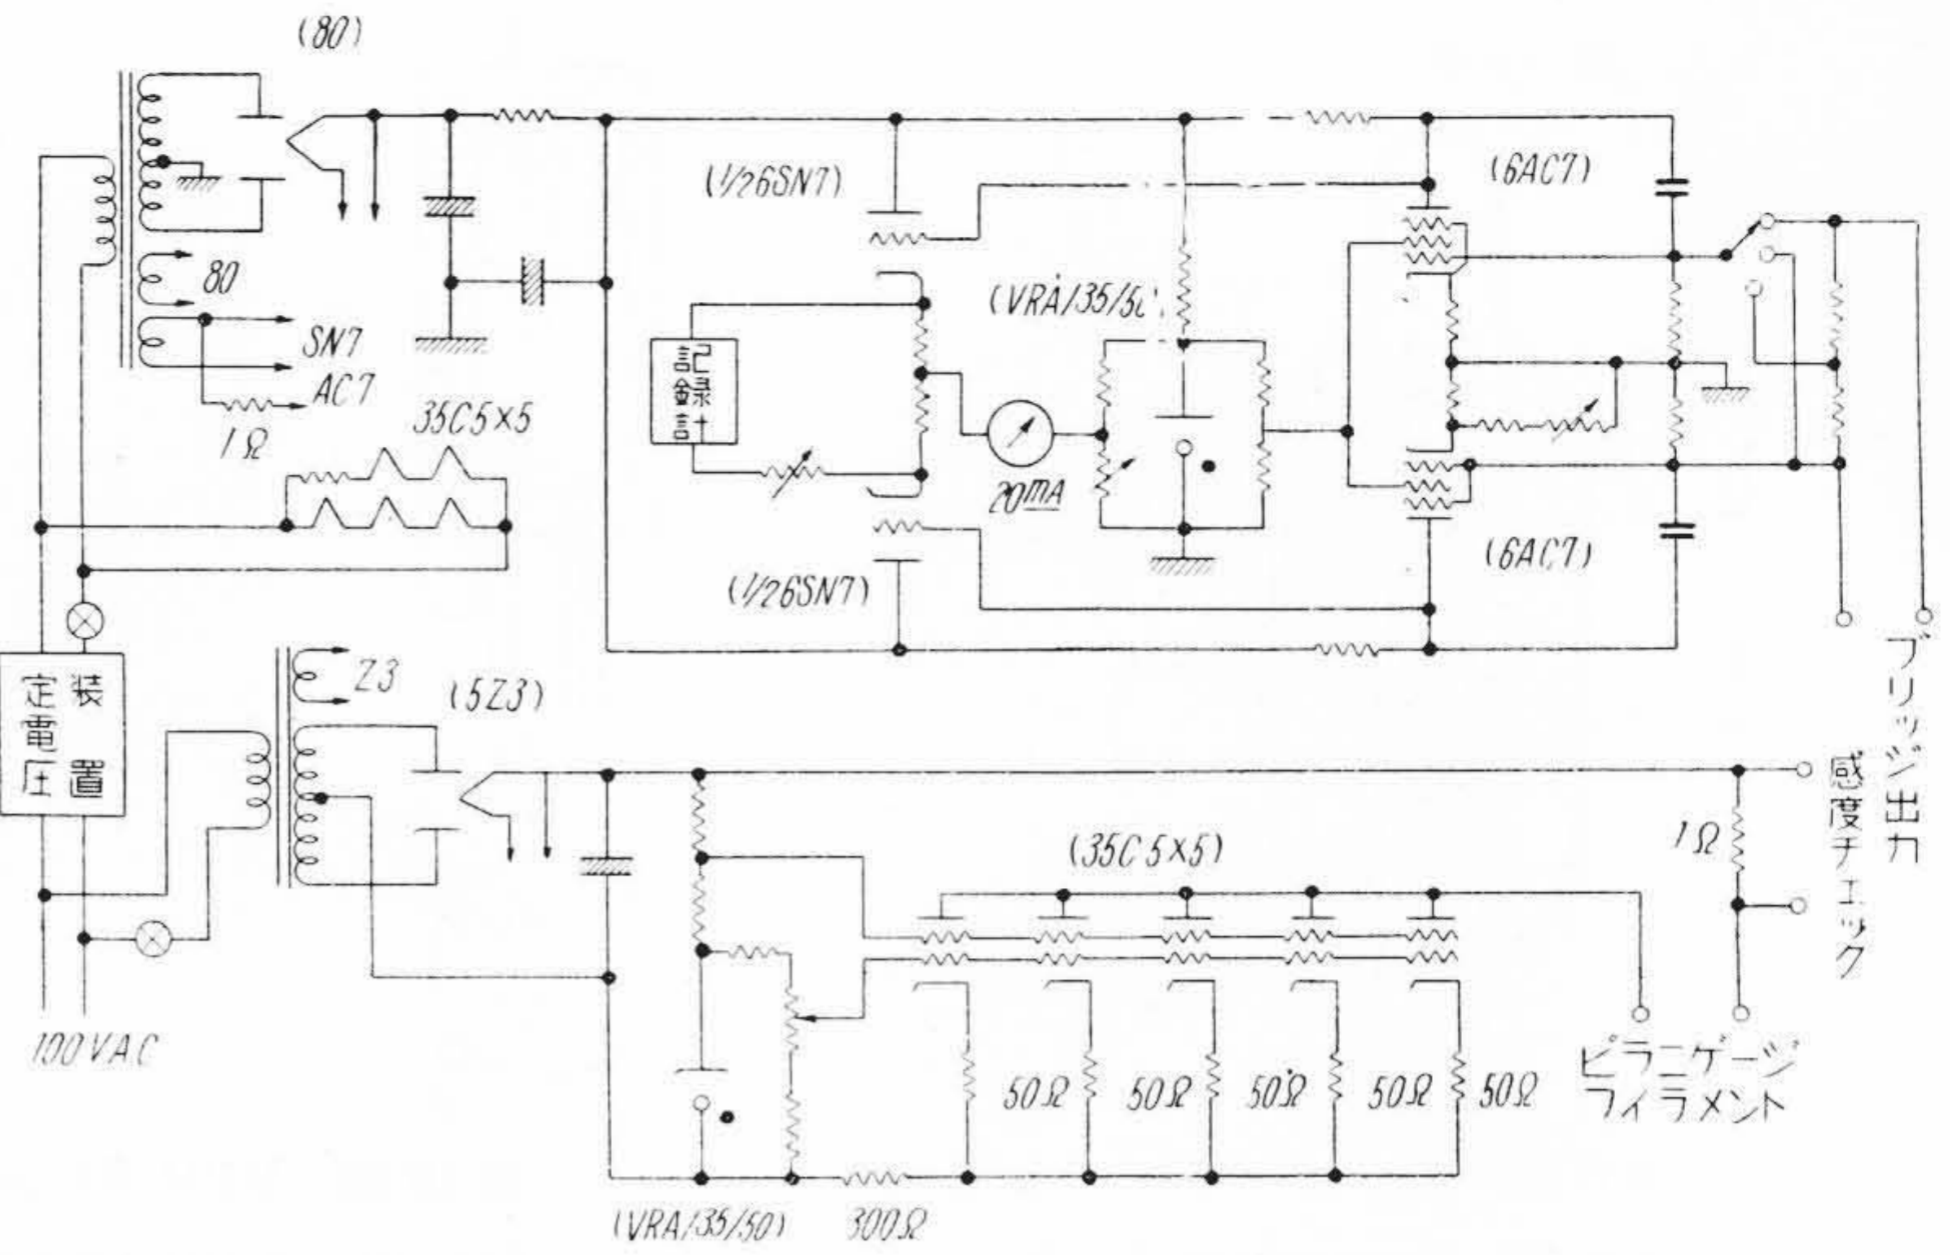 (80)
(1/26SN7)
(6AC7)
80
SN7
AC7
1Ω
35C5×5
(VRA/35/50
記録計
20mA
(6AC7)
(1/26SN7)
定電圧
装置
Z3
(5Z3)
ブリッジ出力
感度チェック
1Ω
(35C5×5)
100VAC
50Ω
50Ω
50Ω
50Ω
50Ω
ピラニゲージ
フィラメント
(VRA/35/50)
300Ω